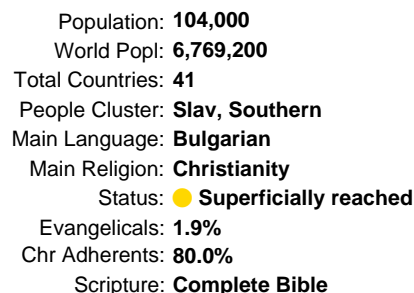 Population: 104,000
World Popl: 6,769,200
Total Countries: 41
People Cluster: Slav, Southern
Main Language: Bulgarian
Main Religion: Christianity
Status: Superficially reached
Evangelicals: 1.9%
Chr Adherents: 80.0%
Scripture: Complete Bible